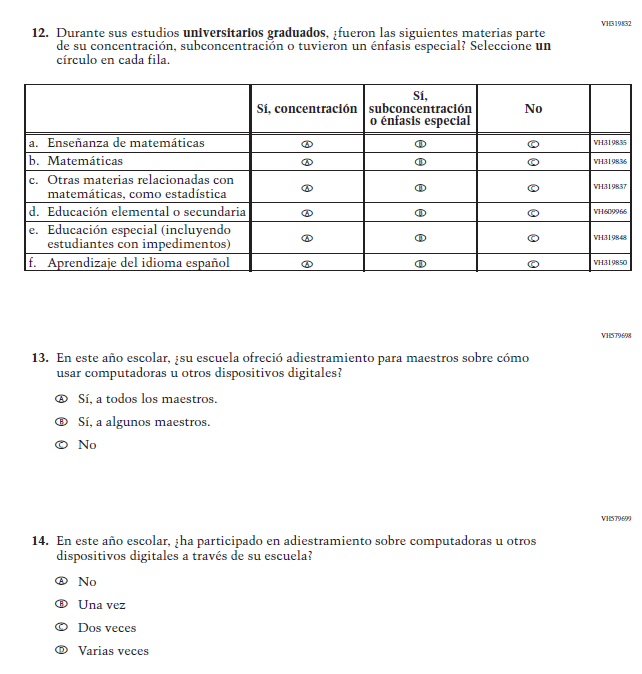 VH319832
12. Durante sus estudios universitarios graduados, ¿fueron las siguientes materias parte
de su concentración, subconcentración o tuvieron un énfasis especial? Seleccione un
círculo en cada fila.
Sí, concentración Sí, subconcentración o énfasis especial No
a. Enseñanza de matemáticas A B C VH319835
b. Matemáticas A B C VH319836
c. Otras materias relacionadas con
matemáticas, como estadística A B C VH319837
d. Educación elemental o secundaria A B C VH609966
e. Educación especial (incluyendo
estudiantes con impedimentos) A B C VH319848
f. Aprendizaje del idioma español A B C VH319850
VH579698
13. En este año escolar, ¿su escuela ofreció adiestramiento para maestros sobre cómo
usar computadoras u otros dispositivos digitales?
A Sí, a todos los maestros.
B Sí, a algunos maestros.
C No
VH579699
14. En este año escolar, ¿ha participado en adiestramiento sobre computadoras u otros
dispositivos digitales a través de su escuela?
A No
B Una vez
C Dos veces
D Varias veces